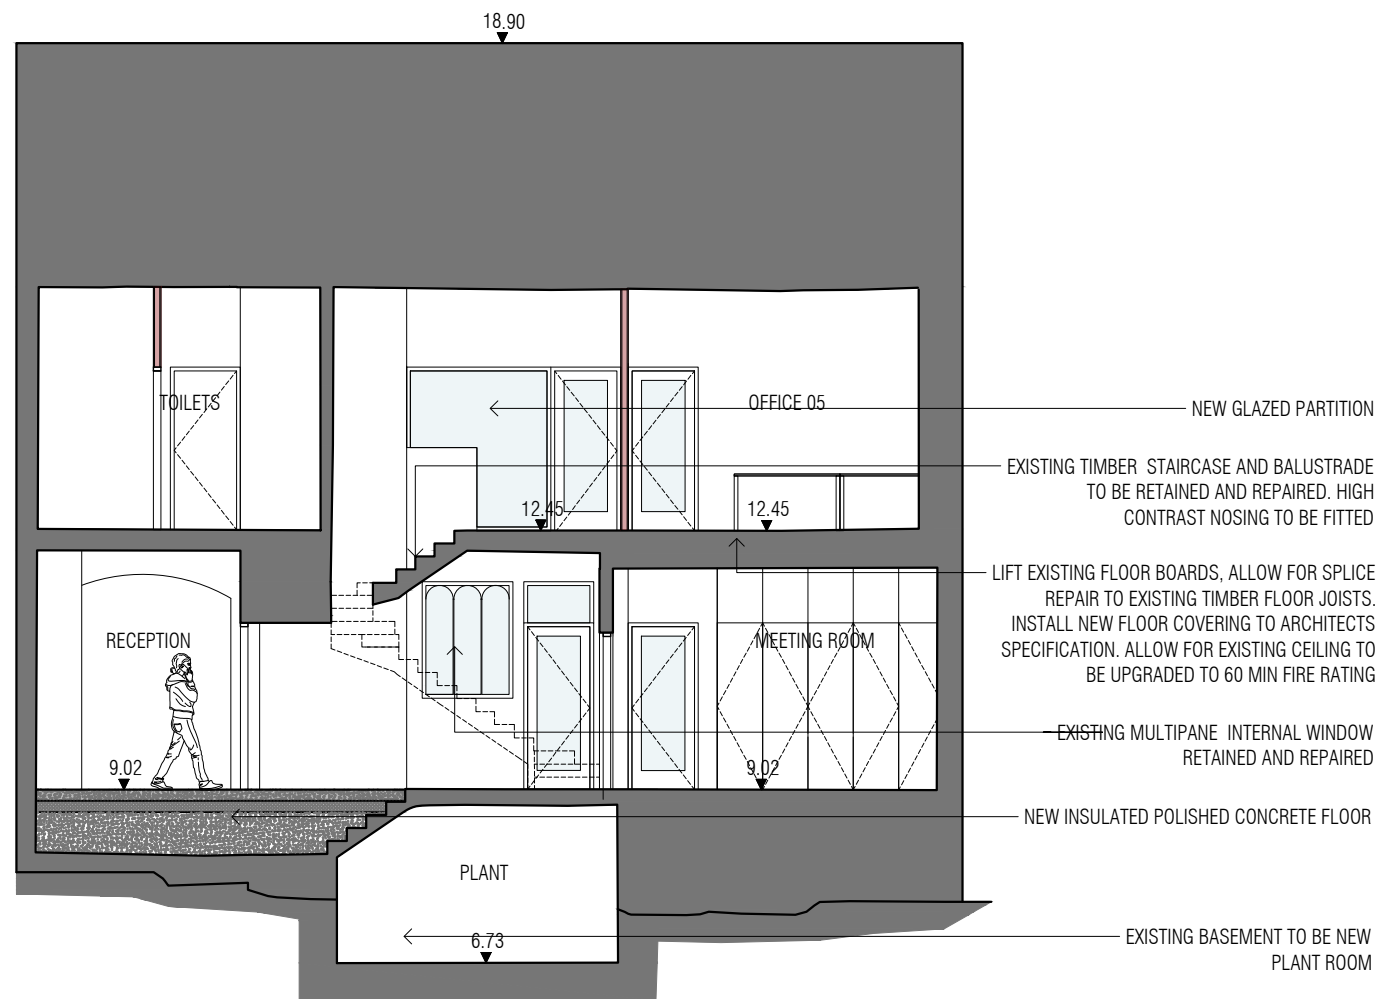 18.90
TOILETS
OFFICE 05
NEW GLAZED PARTITION
EXISTING TIMBER STAIRCASE AND BALUSTRADE
TO BE RETAINED AND REPAIRED. HIGH
CONTRAST NOSING TO BE FITTED
12.45
12.45
LIFT EXISTING FLOOR BOARDS, ALLOW FOR SPLICE
REPAIR TO EXISTING TIMBER FLOOR JOISTS.
INSTALL NEW FLOOR COVERING TO ARCHITECTS
SPECIFICATION. ALLOW FOR EXISTING CEILING TO
BE UPGRADED TO 60 MIN FIRE RATING
RECEPTION
MEETING ROOM
EXISTING MULTIPANE INTERNAL WINDOW
RETAINED AND REPAIRED
9.02
9.02
NEW INSULATED POLISHED CONCRETE FLOOR
PLANT
6.73
EXISTING BASEMENT TO BE NEW
PLANT ROOM